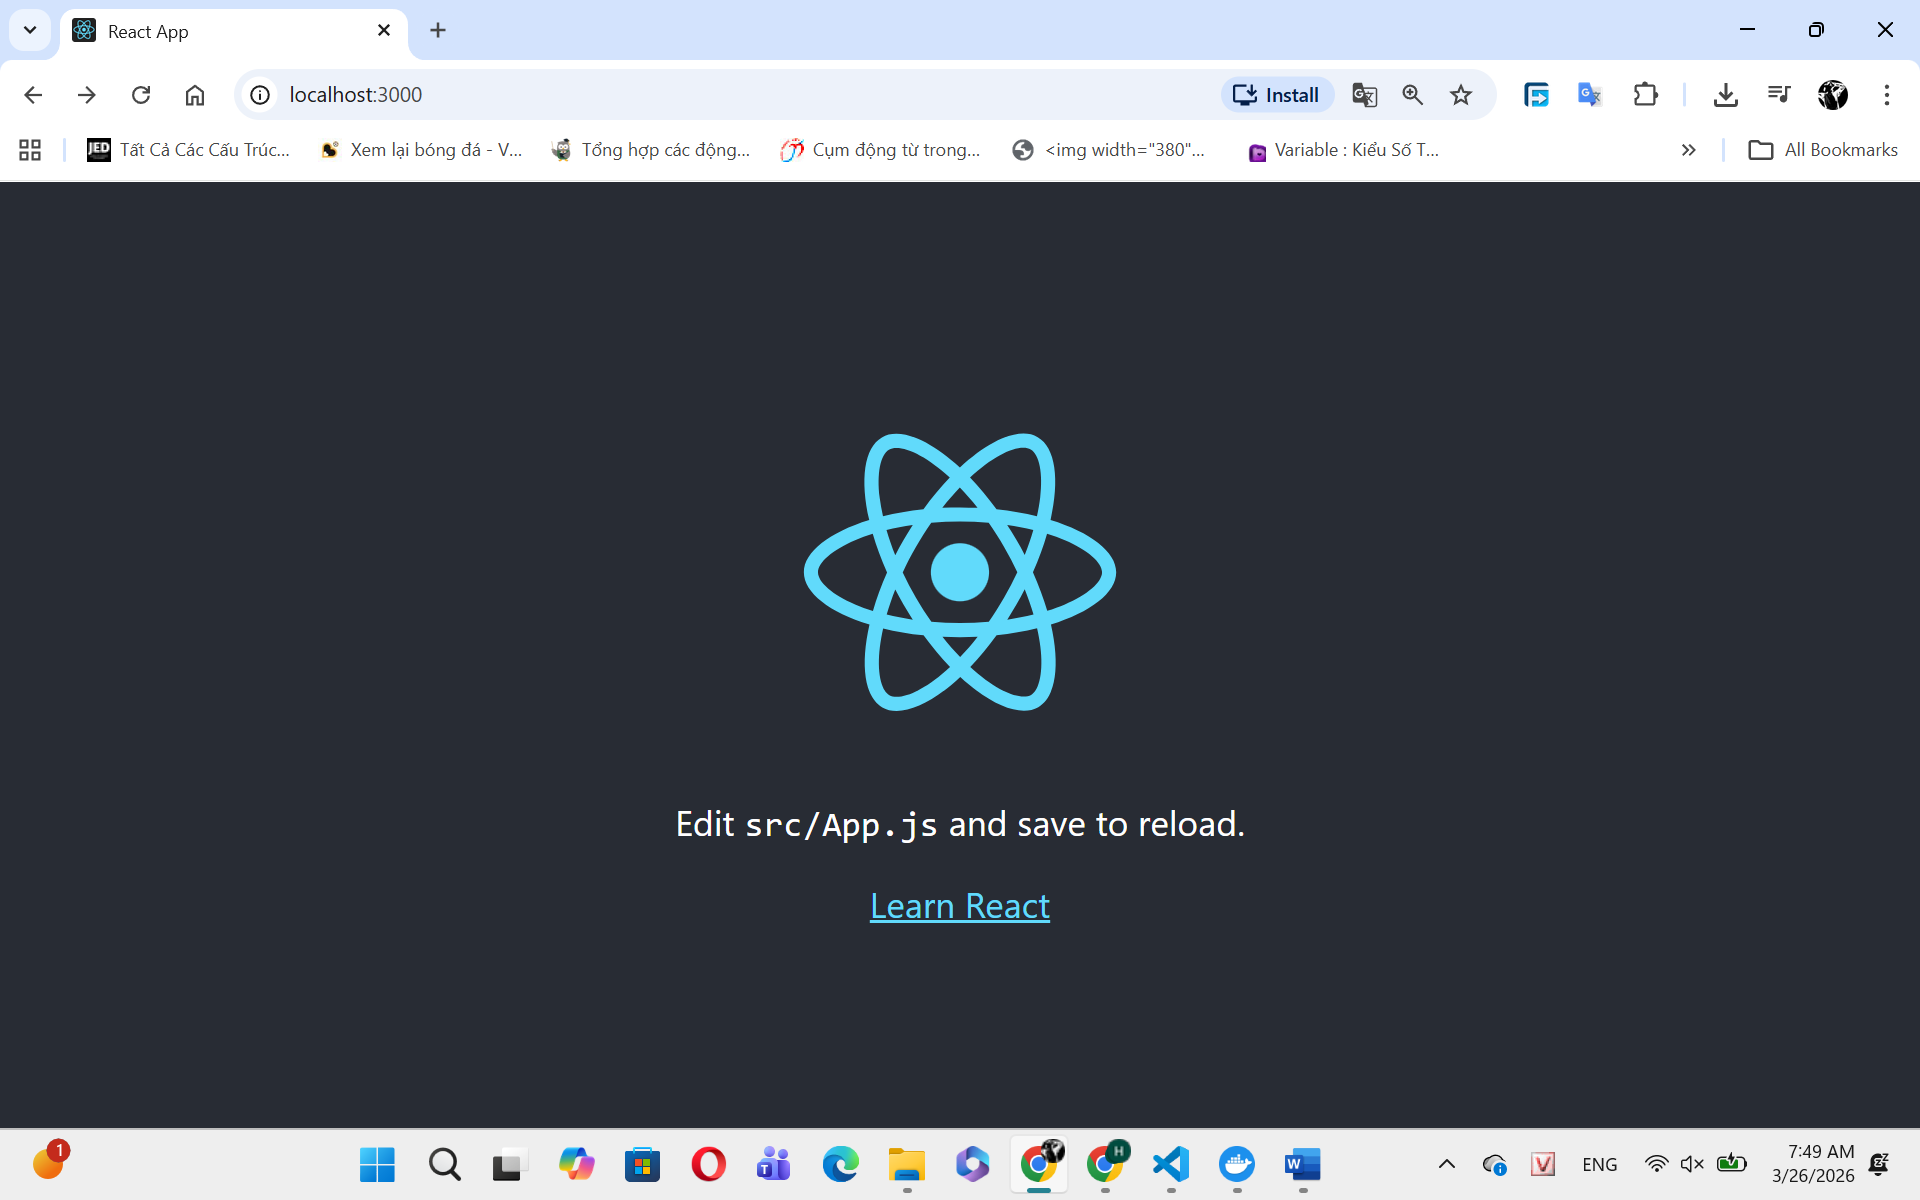 React App
localhost:3000
Install
Tất Cả Các Cấu Trúc...
Xem lại bóng đá - V...
Tổng hợp các động...
Cụm động từ trong...
<img width="380"...
Variable : Kiểu Số T...
All Bookmarks
Edit src/App.js and save to reload.
Learn React
1
H
ENG
7:49 AM
3/26/2026